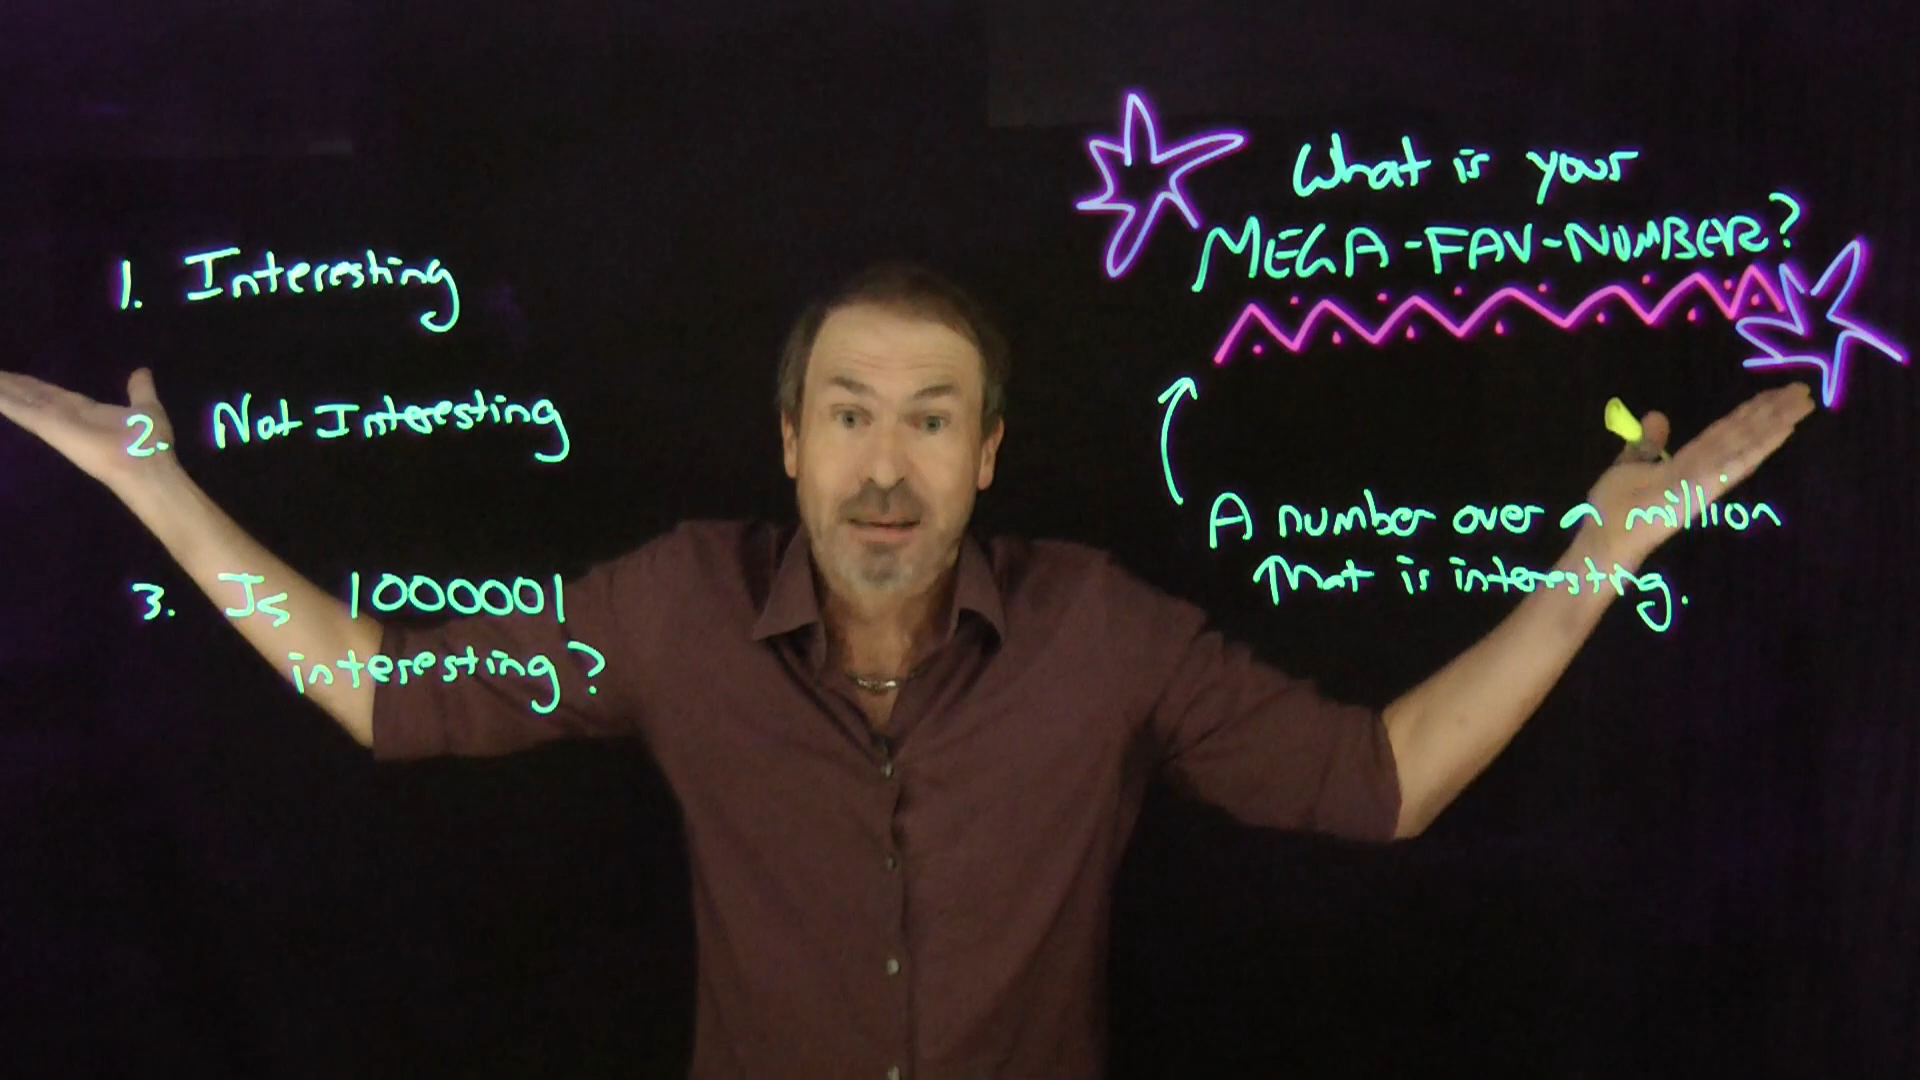 1. Interesting
2. Not Interesting
3. Is 1000001
interesting?
What is your
MEGA-FAV-NUMBER?
A number over a million
that is interesting.